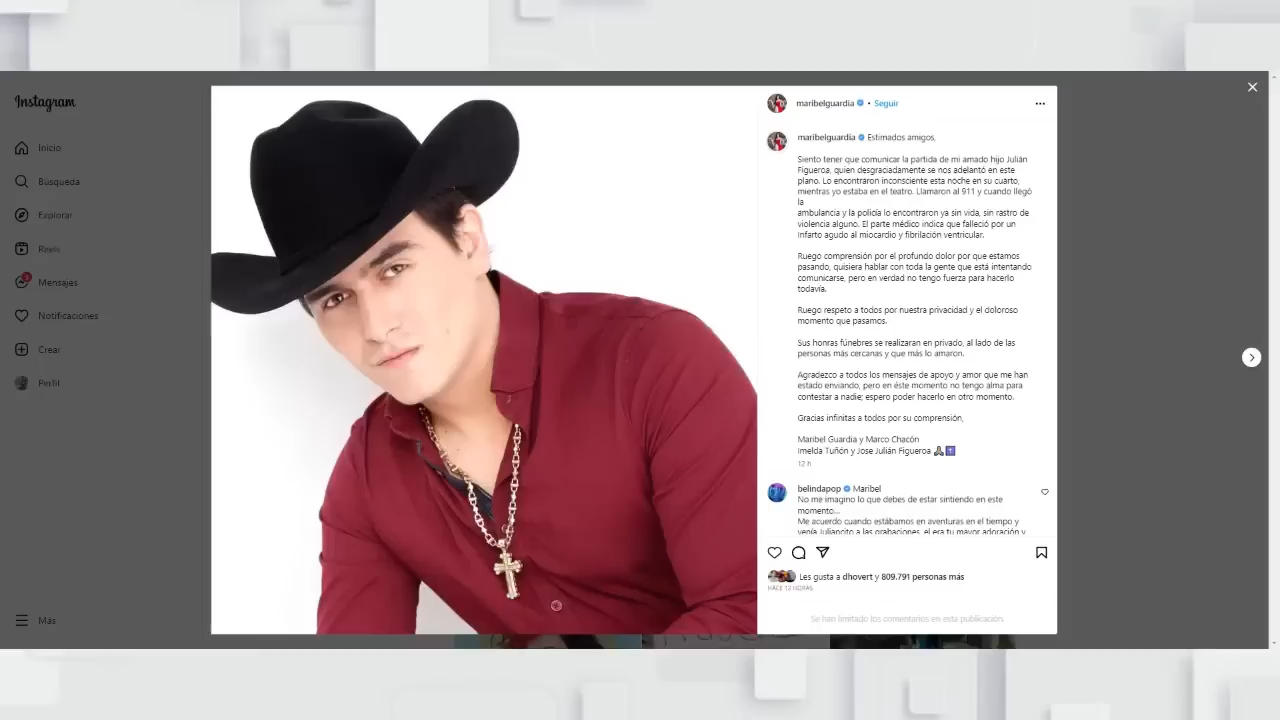 Instagram
Inicio
Búsqueda
Explorar
Reels
Mensajes
Notificaciones
Crear
Perfil
Más
maribelguardia • Seguir
maribelguardia Estimados amigos,
Siento tener que comunicar la partida de mi amado hijo Julián
Figueroa, quien desgraciadamente se nos adelantó en este
plano. Lo encontraron inconsciente esta noche en su cuarto,
mientras yo estaba en el teatro. Llamaron al 911 y cuando llegó
la
ambulancia y la policía lo encontraron ya sin vida, sin rastro de
violencia alguno. El parte médico indica que falleció por un
Infarto agudo al miocardio y fibrilación ventricular.
Ruego comprensión por el profundo dolor por que estamos
pasando, quisiera hablar con toda la gente que está intentando
comunicarse, pero en verdad no tengo fuerza para hacerlo
todavía.
Ruego respeto a todos por nuestra privacidad y el doloroso
momento que pasamos.
Sus honras fúnebres se realizaran en privado, al lado de las
personas más cercanas y que más lo amaron.
Agradezco a todos los mensajes de apoyo y amor que me han
estado enviando, pero en éste momento no tengo alma para
contestar a nadie; espero poder hacerlo en otro momento.
Gracias infinitas a todos por su comprensión,
Maribel Guardia y Marco Chacón
Imelda Tuñón y Jose Julián Figueroa
12 h
belindapop Maribel
No me imagino lo que debes de estar sintiendo en este
momento...
Me acuerdo cuando estábamos en aventuras en el tiempo y
venía Juliancito a las grabaciones, el era tu mayor adoración y
Les gusta a dhovert y 809.791 personas más
HACE 12 HORAS
Se han limitado los comentarios en esta publicación.